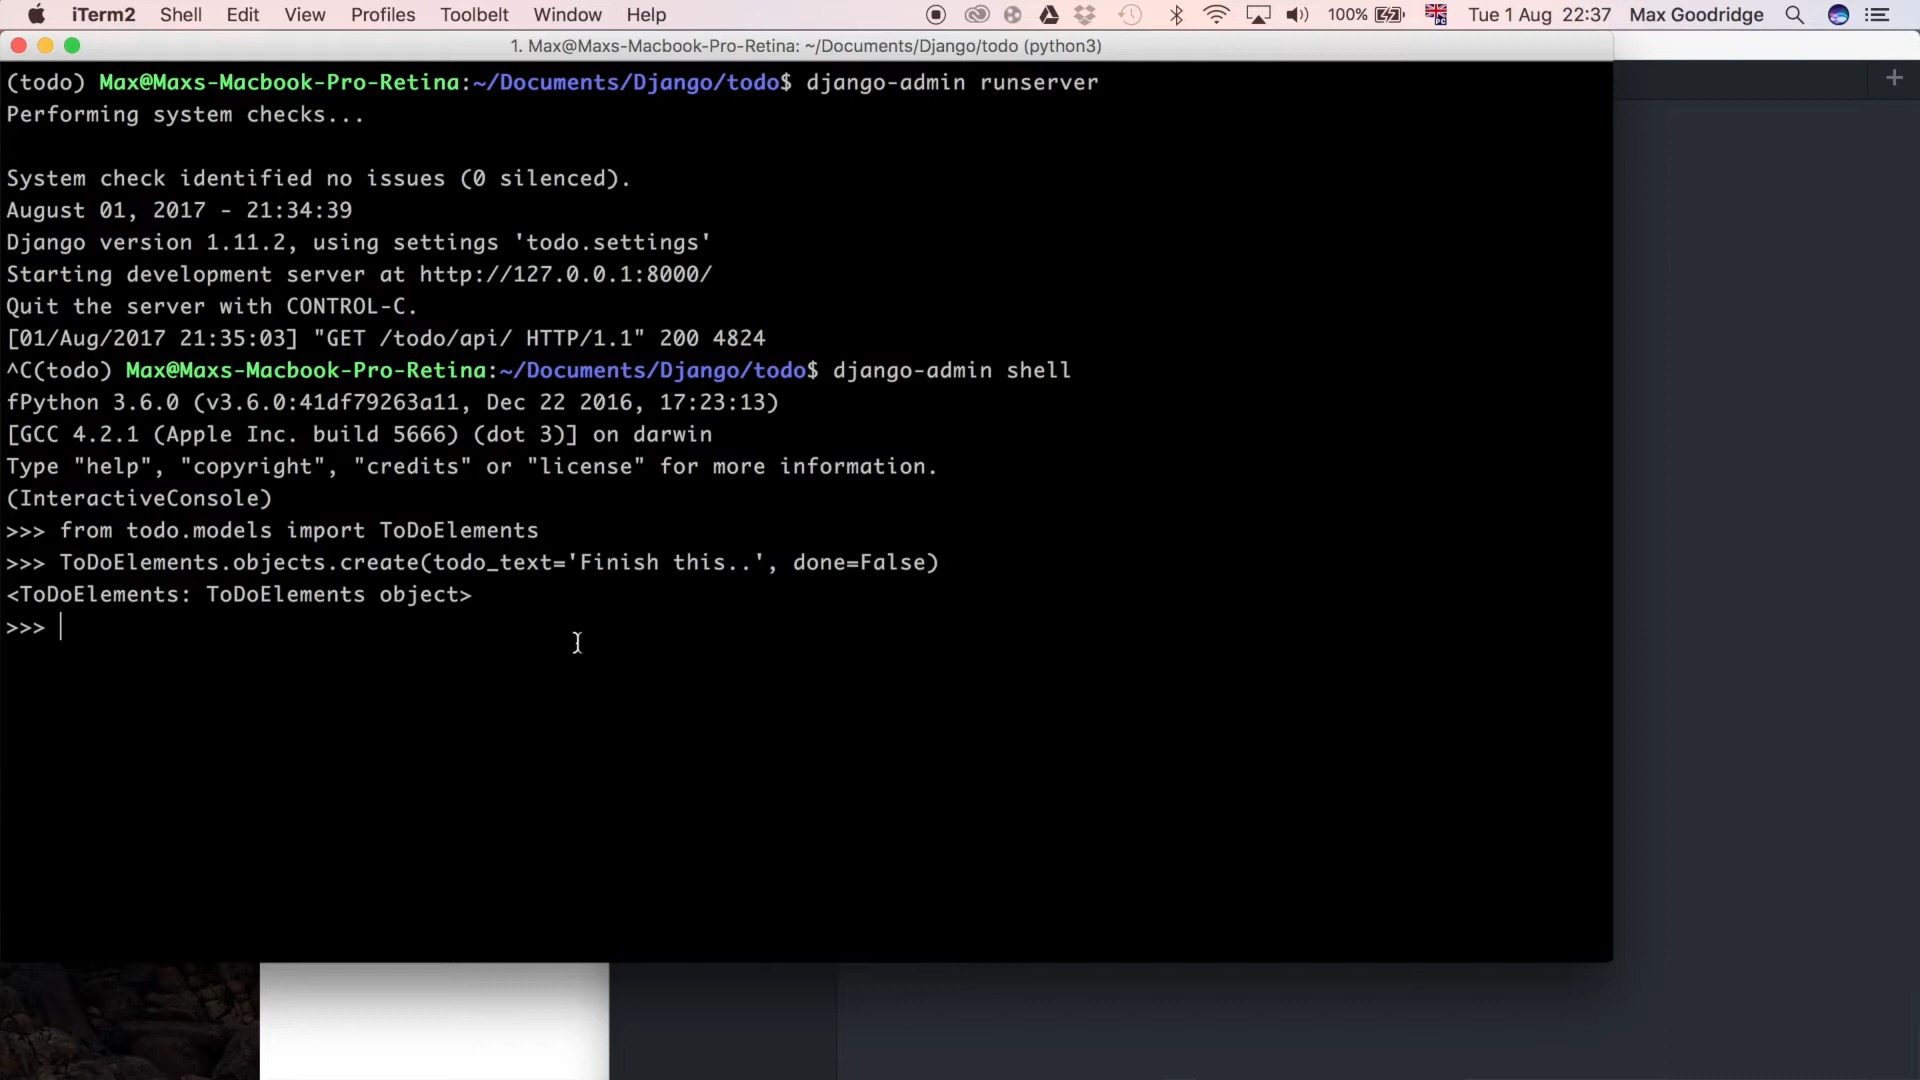 iTerm2 Shell Edit View Profiles Toolbelt Window Help 100% Tue 1 Aug 22:37 Max Goodridge
1. Max@Maxs-Macbook-Pro-Retina: ~/Documents/Django/todo (python3)
(todo) Max@Maxs-Macbook-Pro-Retina:~/Documents/Django/todo$ django-admin runserver
Performing system checks...
System check identified no issues (0 silenced).
August 01, 2017 - 21:34:39
Django version 1.11.2, using settings 'todo.settings'
Starting development server at http://127.0.0.1:8000/
Quit the server with CONTROL-C.
[01/Aug/2017 21:35:03] "GET /todo/api/ HTTP/1.1" 200 4824
^C(todo) Max@Maxs-Macbook-Pro-Retina:~/Documents/Django/todo$ django-admin shell
fPython 3.6.0 (v3.6.0:41df79263a11, Dec 22 2016, 17:23:13)
[GCC 4.2.1 (Apple Inc. build 5666) (dot 3)] on darwin
Type "help", "copyright", "credits" or "license" for more information.
(InteractiveConsole)
>>> from todo.models import ToDoElements
>>> ToDoElements.objects.create(todo_text='Finish this..', done=False)
<ToDoElements: ToDoElements object>
>>>